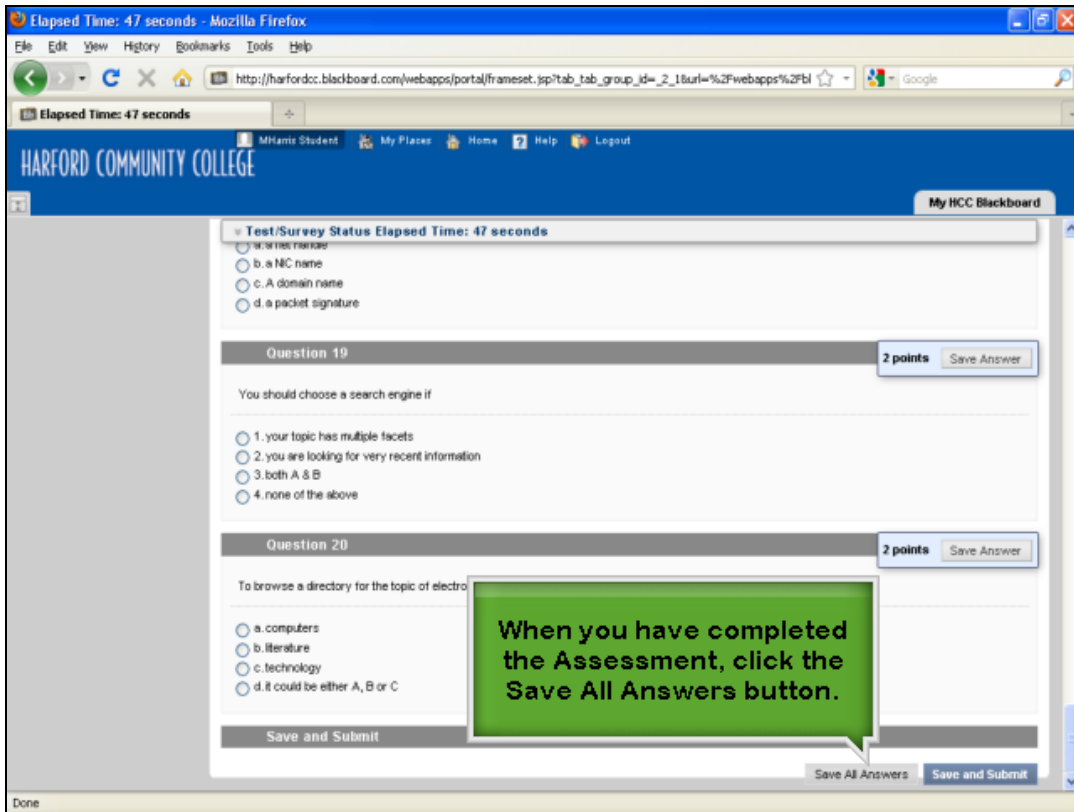 Elapsed Time: 47 seconds - Mozilla Firefox
File Edit View History Bookmarks Tools Help
http://harfordcc.blackboard.com/webapps/portal/frameset.jsp?tab_tab_group_id=_2_1&url=%2Fwebapps%2Fbl
Google
Elapsed Time: 47 seconds
MHarris Student My Places Home Help Logout
HARFORD COMMUNITY COLLEGE
My HCC Blackboard
Test/Survey Status Elapsed Time: 47 seconds
b. a NIC name
c. A domain name
d. a packet signature
Question 19
2 points Save Answer
You should choose a search engine if
1. your topic has multiple facets
2. you are looking for very recent information
3. both A & B
4. none of the above
Question 20
2 points Save Answer
To browse a directory for the topic of
a. computers
b. literature
c. technology
d. it could be either A, B or C
When you have completed
the Assessment, click the
Save All Answers button.
Save and Submit
Save All Answers Save and Submit
Done